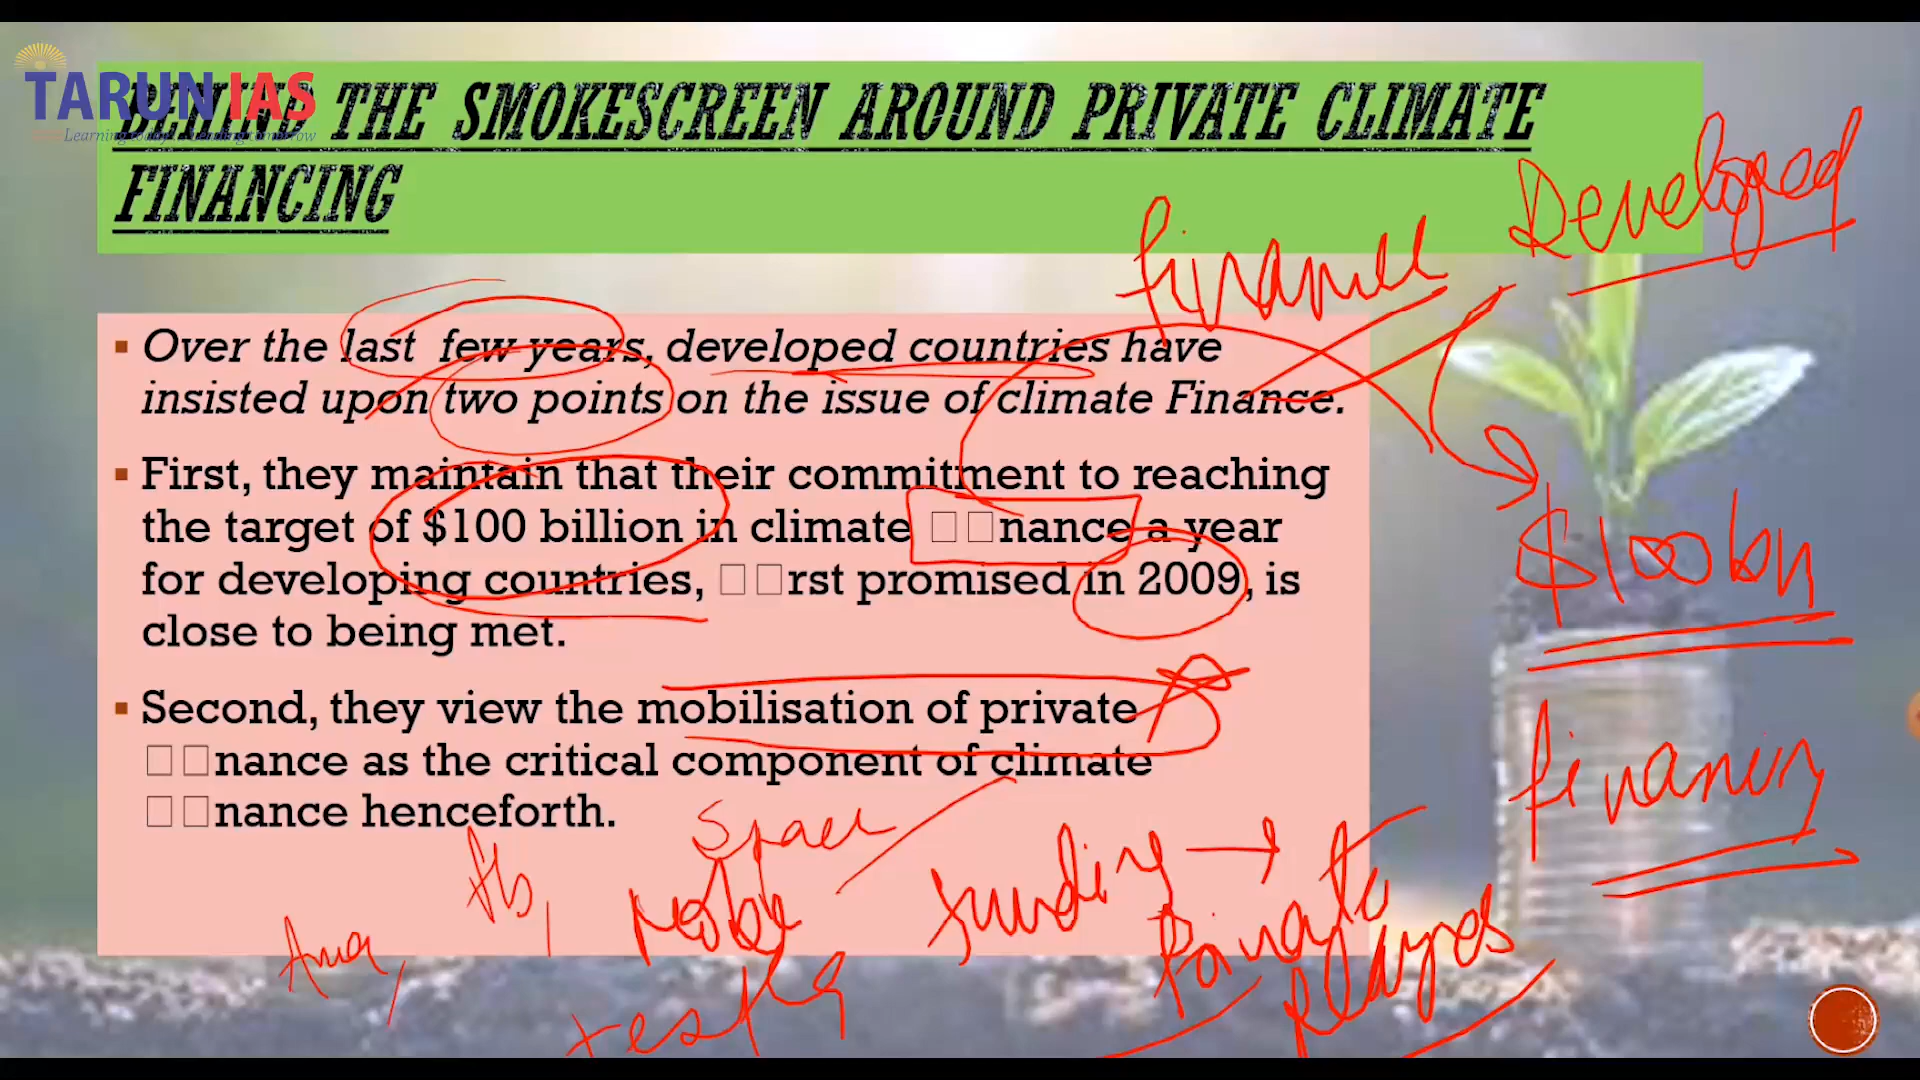 TARUN IAS
THE SMOKESCREEN AROUND PRIVATE CLIMATE
FINANCING
Developed
finance
▪ Over the last few years, developed countries have
insisted upon two points on the issue of climate Finance.
▪ First, they maintain that their commitment to reaching
the target of $100 billion in climate □□nance a year
for developing countries, □□rst promised in 2009, is
close to being met.
$100 bn
▪ Second, they view the mobilisation of private
□□nance as the critical component of climate
□□nance henceforth.
financing
funding →
Private
players